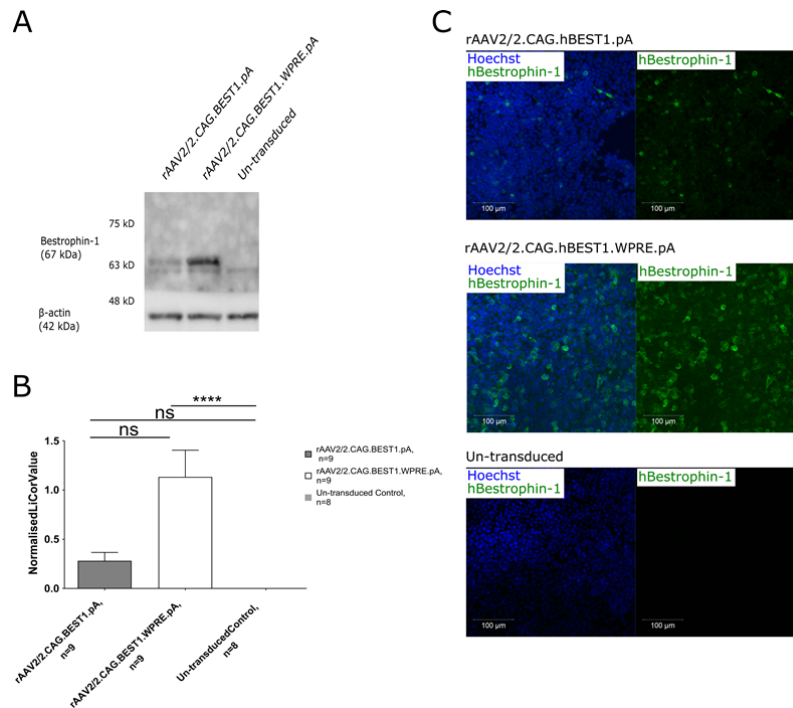 A
rAAV2/2.CAG.BEST1.pA
rAAV2/2.CAG.BEST1.WPRE.pA
Un-transduced
75 kD
Bestrophin-1
(67 kDa)
63 kD
48 kD
β-actin
(42 kDa)
B
****
ns
ns
NormalisedLiCorValue
1.5
1.0
0.5
0.0
rAAV2/2.CAG.BEST1.pA,
n=9
rAAV2/2.CAG.BEST1.WPRE.pA,
n=9
Un-transducedControl,
n=8
rAAV2/2.CAG.BEST1.pA,
n=9
rAAV2/2.CAG.BEST1.WPRE.pA,
n=9
Un-transduced Control,
n=8
C
rAAV2/2.CAG.hBEST1.pA
Hoechst
hBestrophin-1
hBestrophin-1
100 µm
100 µm
rAAV2/2.CAG.hBEST1.WPRE.pA
Hoechst
hBestrophin-1
hBestrophin-1
100 µm
100 µm
Un-transduced
Hoechst
hBestrophin-1
hBestrophin-1
100 µm
100 µm